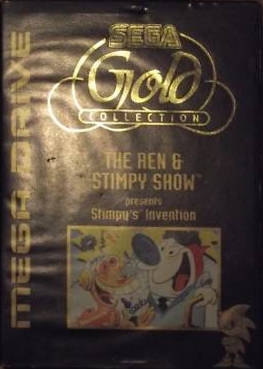 SEGA
Gold
COLLECTION
MEGA DRIVE
THE REN &
STIMPY SHOW™
presents
Stimpy's Invention